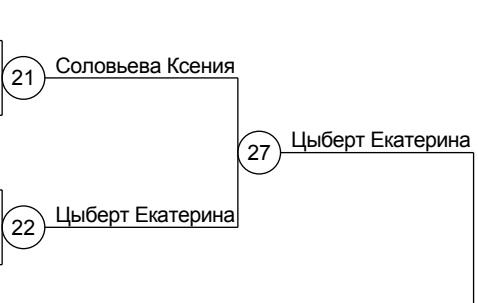 21 Соловьева Ксения
27 Цыберт Екатерина
22 Цыберт Екатерина